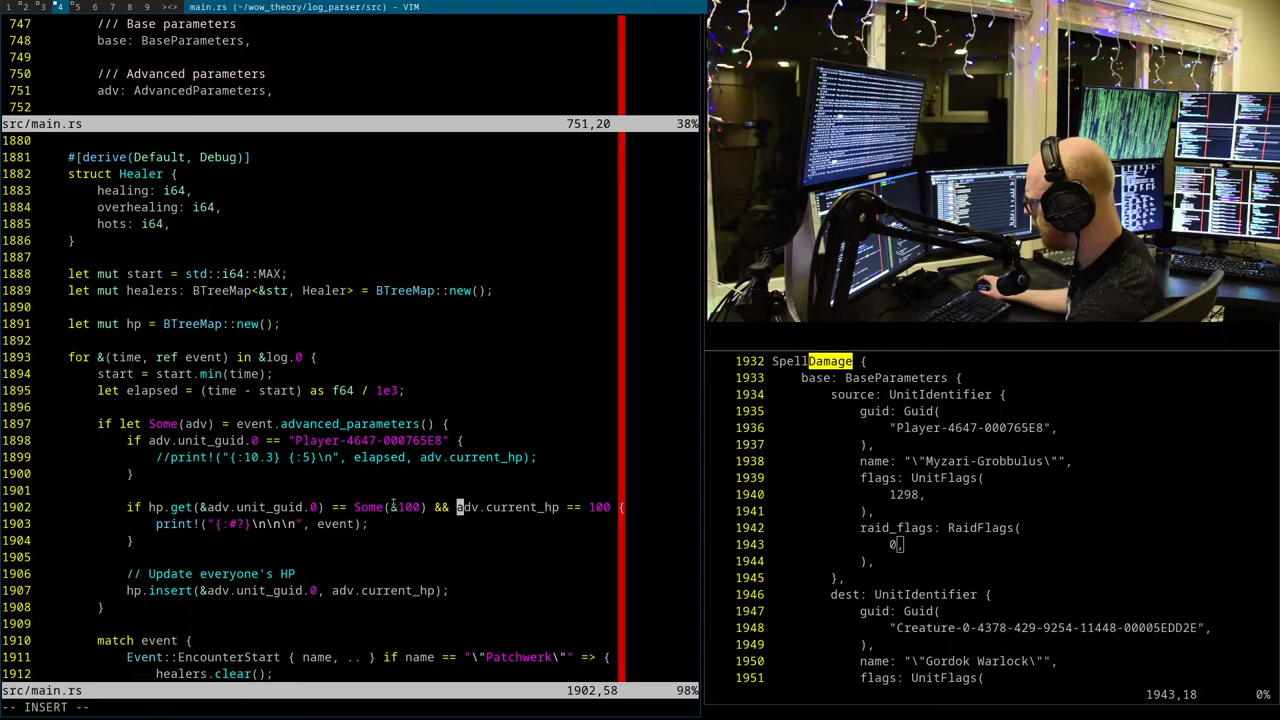 1 2 3 4 5 6 7 8 9 ><> main.rs (~/wow_theory/log_parser/src) - VIM
747 /// Base parameters
748 base: BaseParameters,
749
750 /// Advanced parameters
751 adv: AdvancedParameters,
752
src/main.rs 751,20 38%
1880
1881 #[derive(Default, Debug)]
1882 struct Healer {
1883 healing: i64,
1884 overhealing: i64,
1885 hots: i64,
1886 }
1887
1888 let mut start = std::i64::MAX;
1889 let mut healers: BTreeMap<&str, Healer> = BTreeMap::new();
1890
1891 let mut hp = BTreeMap::new();
1892
1893 for &(time, ref event) in &log.0 {
1894 start = start.min(time);
1895 let elapsed = (time - start) as f64 / 1e3;
1896
1897 if let Some(adv) = event.advanced_parameters() {
1898 if adv.unit_guid.0 == "Player-4647-000765E8" {
1899 //print!("{:10.3} {:5}\n", elapsed, adv.current_hp);
1900 }
1901
1902 if hp.get(&adv.unit_guid.0) == Some(&100) && adv.current_hp == 100 {
1903 print!("{:#?}\n\n\n", event);
1904 }
1905
1906 // Update everyone's HP
1907 hp.insert(&adv.unit_guid.0, adv.current_hp);
1908 }
1909
1910 match event {
1911 Event::EncounterStart { name, .. } if name == "\"Patchwerk\"" => {
1912 healers.clear();
src/main.rs 1902,58 98%
-- INSERT --
1932 SpellDamage {
1933 base: BaseParameters {
1934 source: UnitIdentifier {
1935 guid: Guid(
1936 "Player-4647-000765E8",
1937 ),
1938 name: "\"Myzari-Grobbulus\"",
1939 flags: UnitFlags(
1940 1298,
1941 ),
1942 raid_flags: RaidFlags(
1943 0,
1944 ),
1945 },
1946 dest: UnitIdentifier {
1947 guid: Guid(
1948 "Creature-0-4378-429-9254-11448-00005EDD2E",
1949 ),
1950 name: "\"Gordok Warlock\"",
1951 flags: UnitFlags(
1943,18 0%